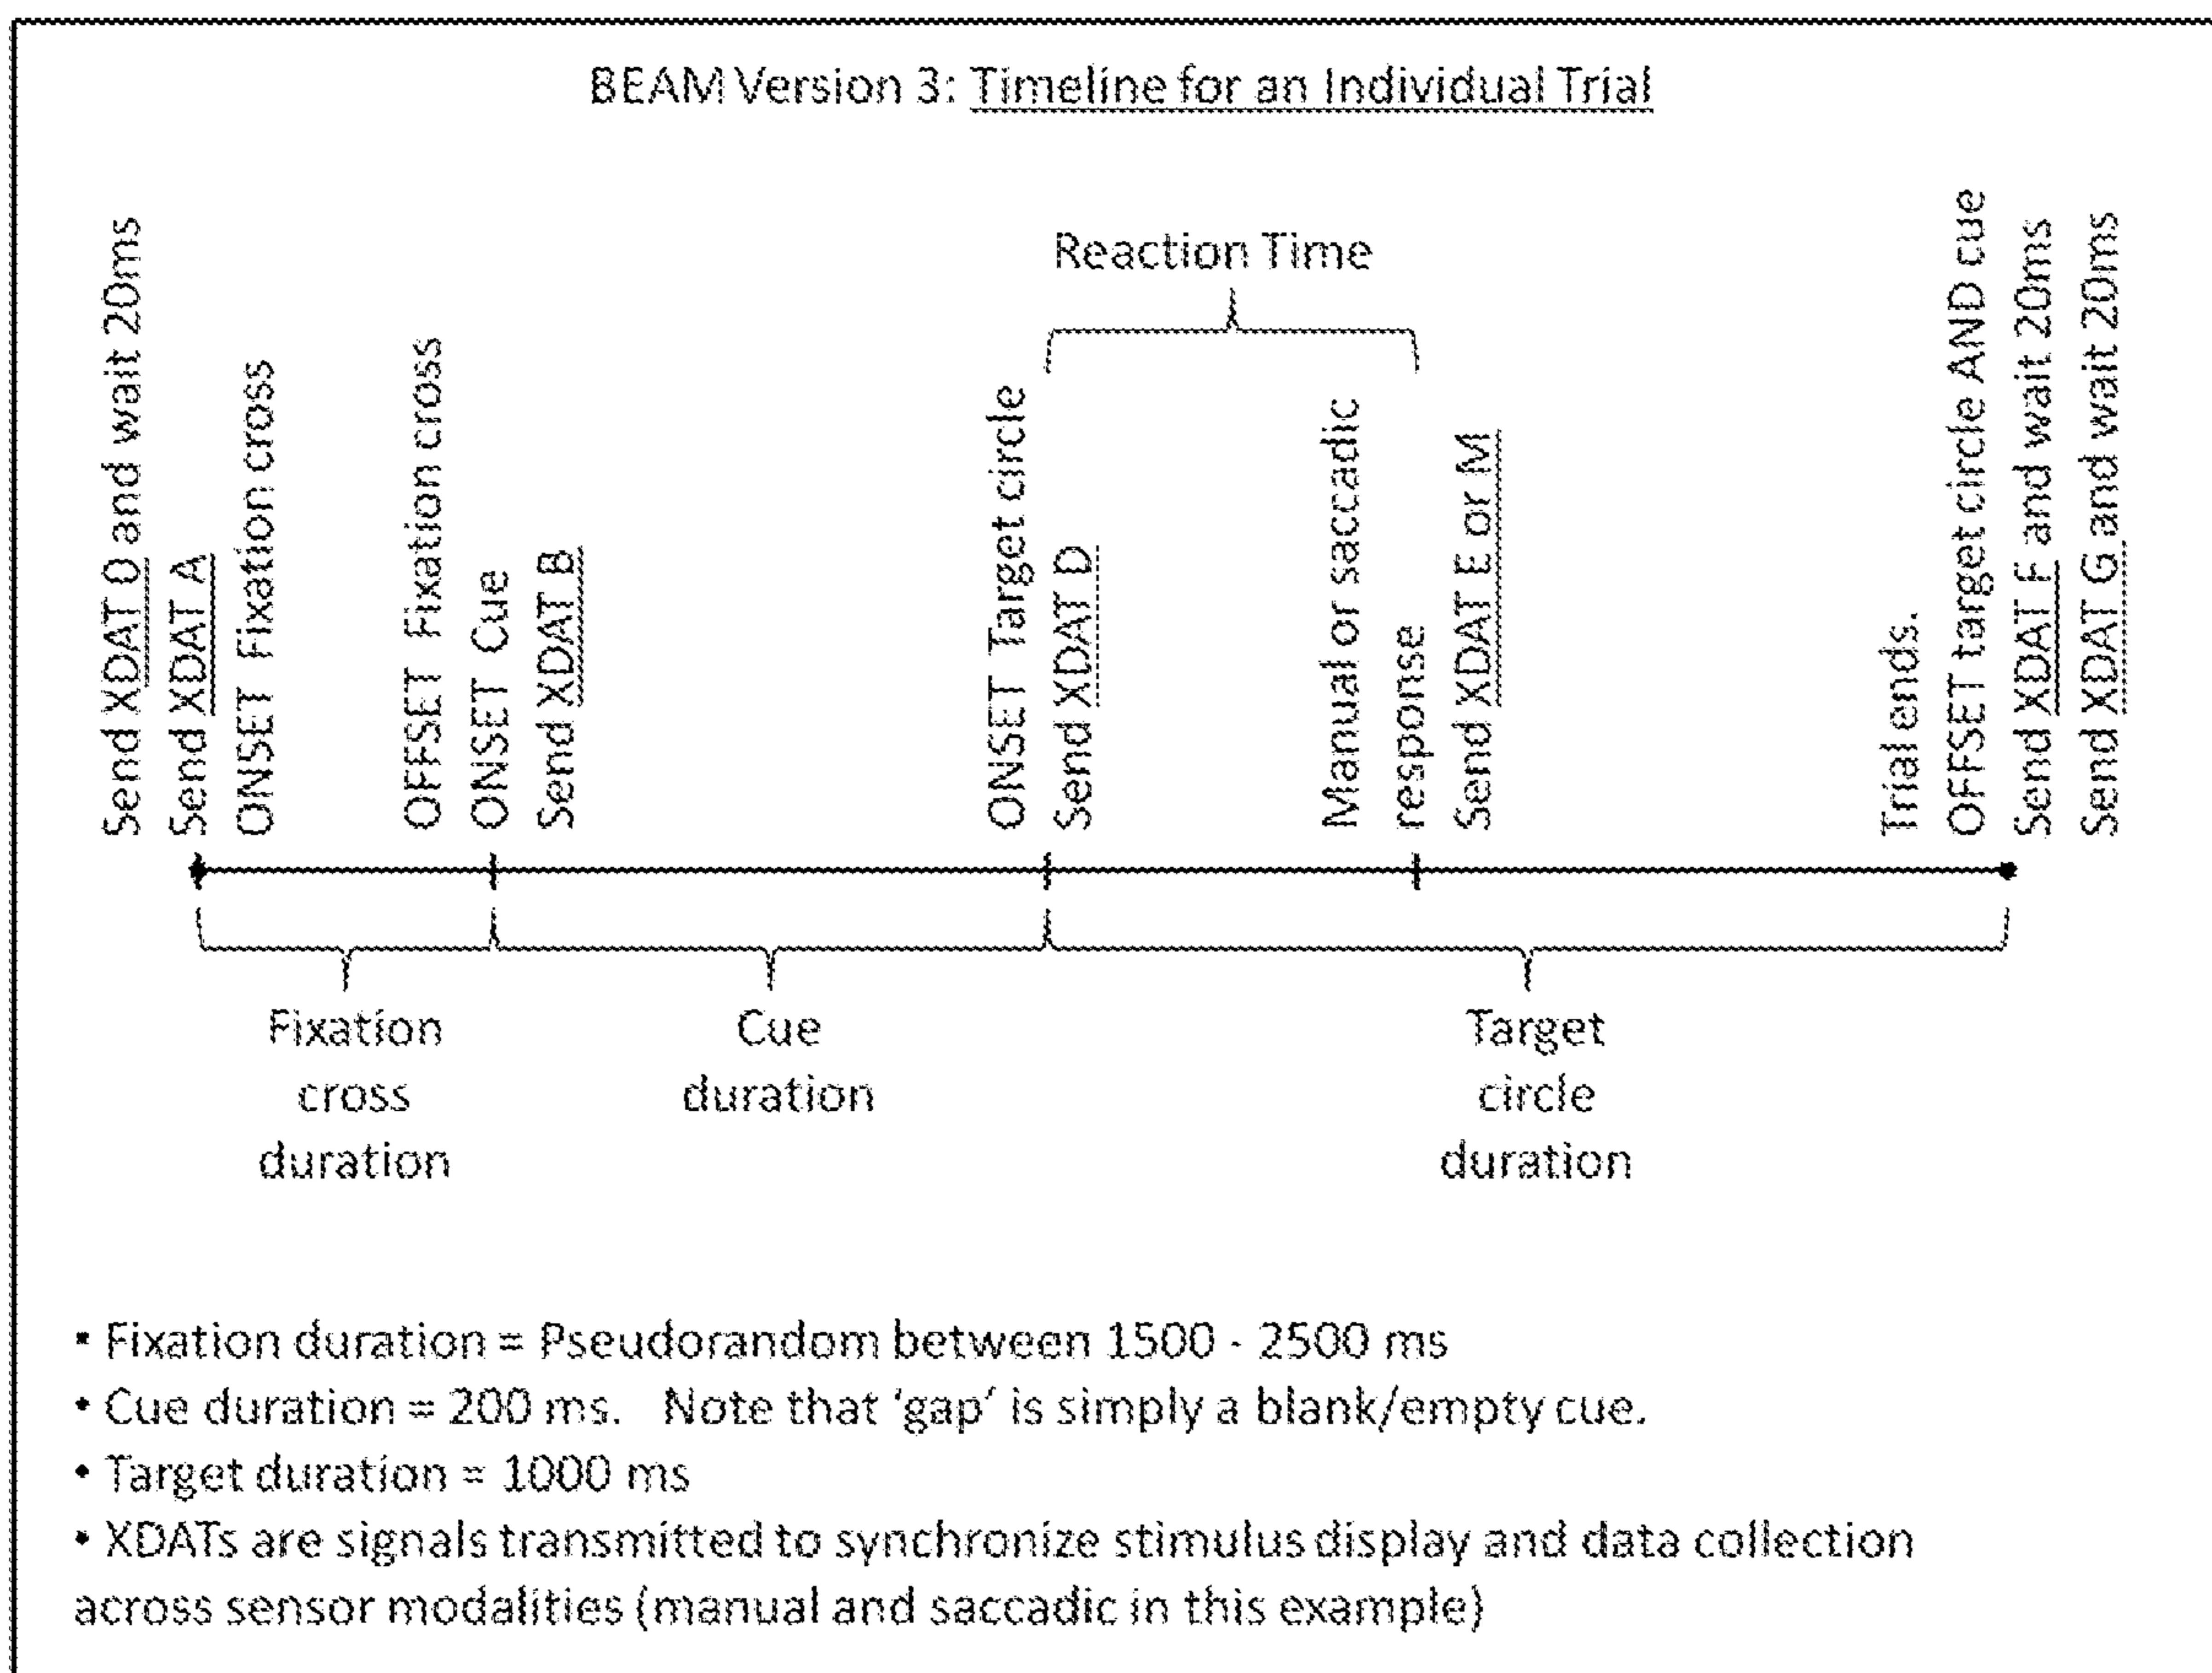 BEAM Version 3: Timeline for an Individual Trial
Send XDAT 0 and wait 20ms
Send XDAT A
ONSET Fixation cross
OFFSET Fixation cross
ONSET Cue
Send XDAT B
Reaction Time
ONSET Target circle
Send XDAT D
Manual or saccadic
response
Send XDAT E or M
Trial ends.
OFFSET target circle AND cue
Send XDAT F and wait 20ms
Send XDAT G and wait 20ms
Fixation
cross
duration
Cue
duration
Target
circle
duration
• Fixation duration = Pseudorandom between 1500 - 2500 ms
• Cue duration = 200 ms. Note that ‘gap’ is simply a blank/empty cue.
• Target duration = 1000 ms
• XDATs are signals transmitted to synchronize stimulus display and data collection
across sensor modalities (manual and saccadic in this example)